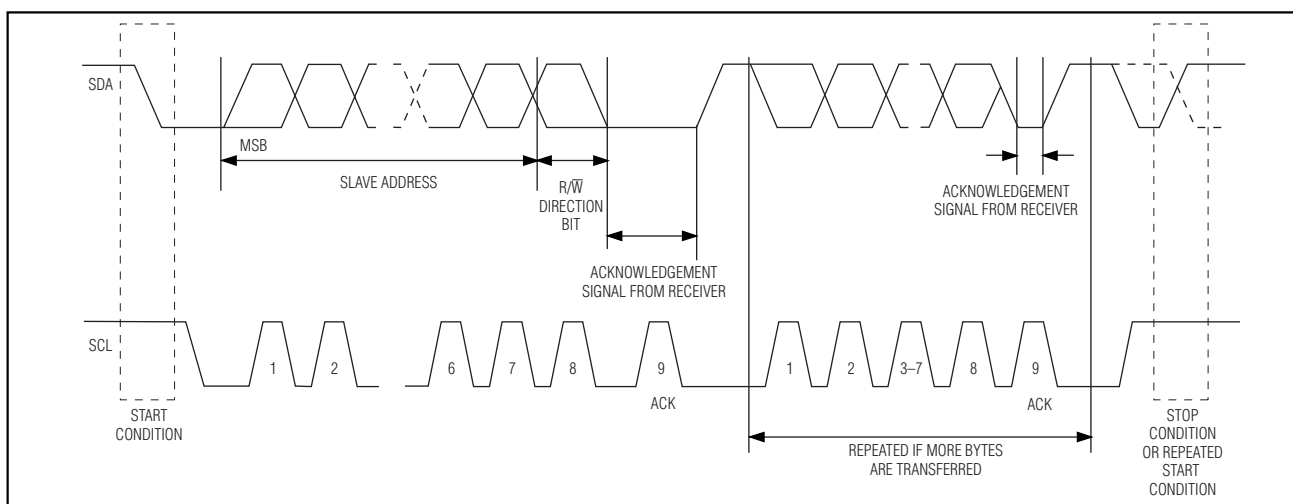 SDA
MSB
SLAVE ADDRESS
R/W̅
DIRECTION
BIT
ACKNOWLEDGEMENT
SIGNAL FROM RECEIVER
ACKNOWLEDGEMENT
SIGNAL FROM RECEIVER
SCL
1 2 6 7 8 9 1 2 3–7 8 9
ACK ACK
START
CONDITION
REPEATED IF MORE BYTES
ARE TRANSFERRED
STOP
CONDITION
OR REPEATED
START
CONDITION